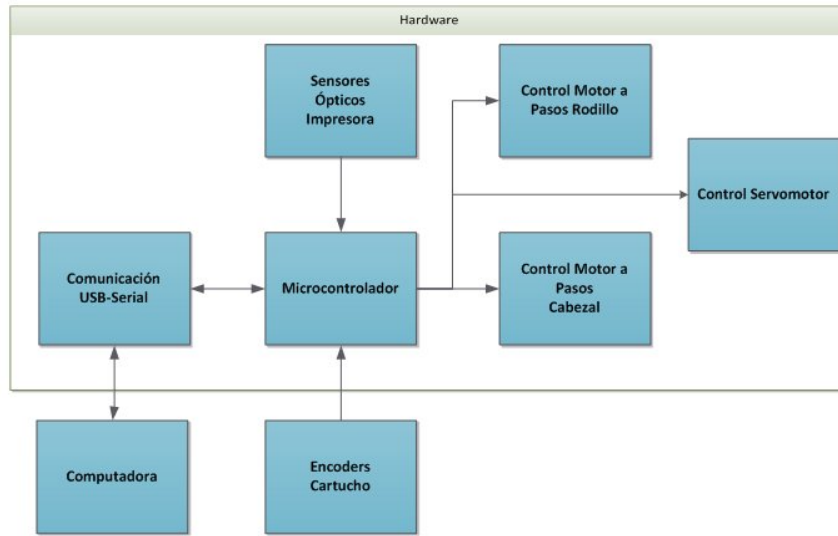 Hardware
Sensores
Ópticos
Impresora
Control Motor a
Pasos Rodillo
Control Servomotor
Comunicación
USB-Serial
Microcontrolador
Control Motor a
Pasos
Cabezal
Computadora
Encoders
Cartucho